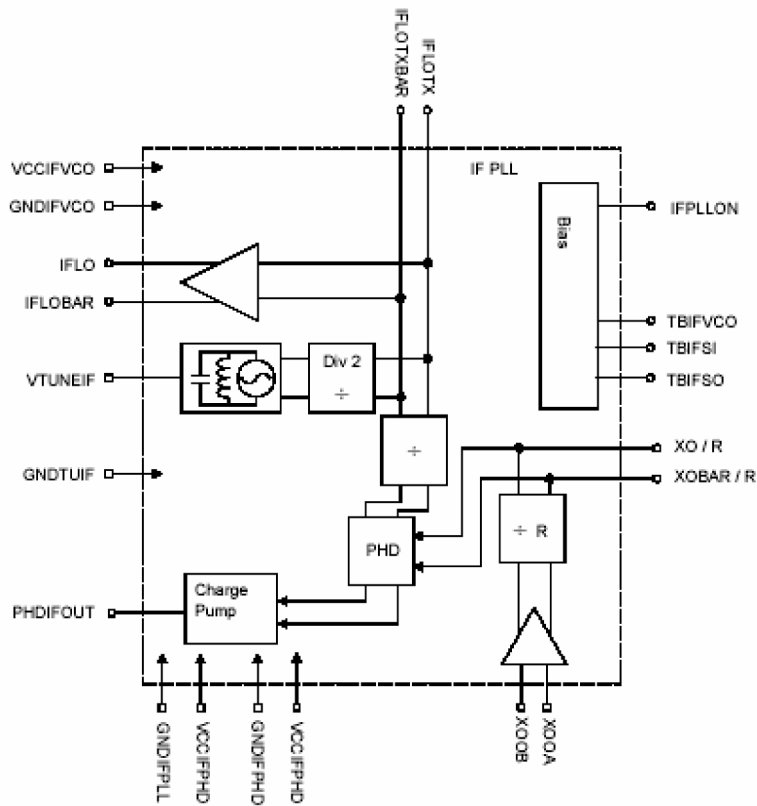 IFLOTXBAR
IFLOTX
IF PLL
VCCIFVCO
GNDIFVCO
IFLO
IFLOBAR
VTUNEIF
GNDTUIF
PHDIFOUT
Div 2
÷
÷
PHD
Charge
Pump
÷ R
Bias
IFPLLON
TBIFVCO
TBIFSI
TBIFSO
XO / R
XOBAR / R
GNDIFPLL
VCCIFPHD
GNDIFPHD
VCCIFPHD
XOOB
XOOA